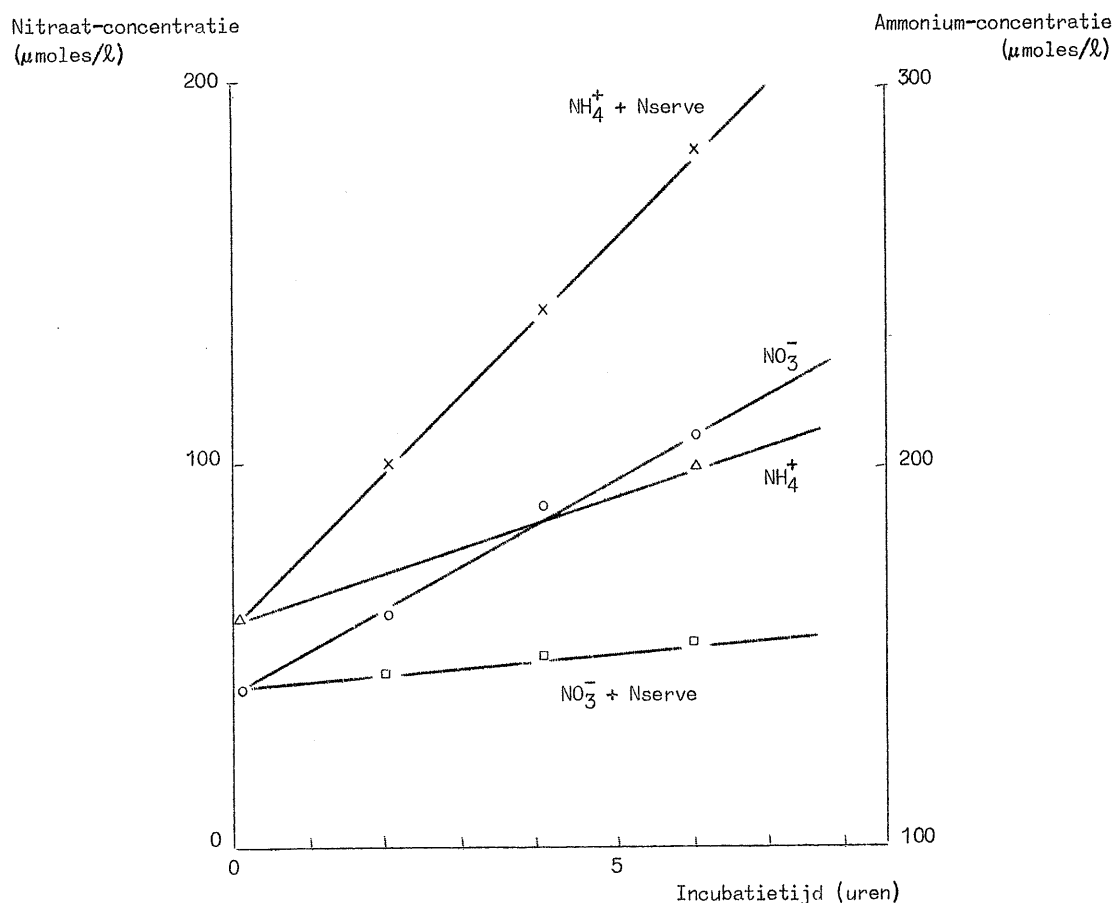 Nitraat-concentratie
(μmoles/ℓ)
Ammonium-concentratie
(μmoles/ℓ)
200
300
NH₄⁺ + Nserve
NO₃⁻
100
200
NH₄⁺
NO₃⁻ + Nserve
0
100
0
5
Incubatietijd (uren)